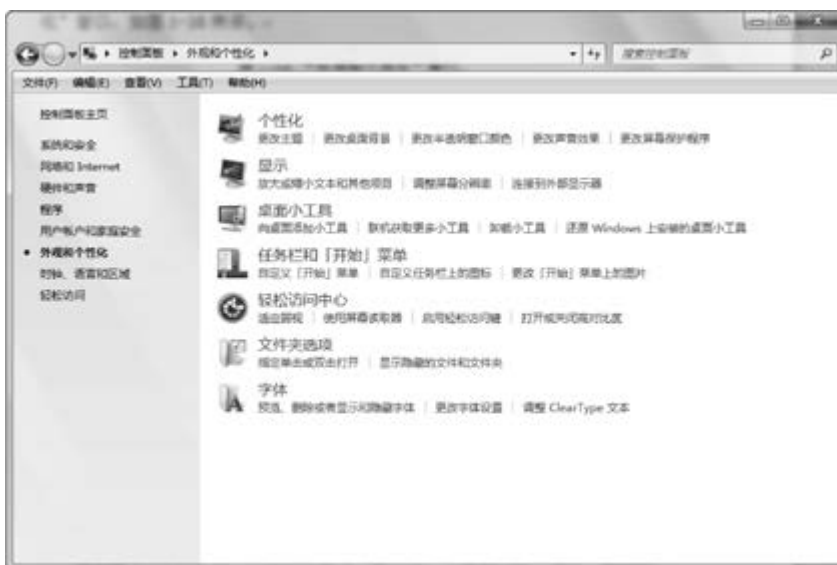 控制面板 ▸ 外观和个性化 ▸
搜索控制面板
文件(F) 编辑(E) 查看(V) 工具(T) 帮助(H)
控制面板主页
系统和安全
网络和 Internet
硬件和声音
程序
用户帐户和家庭安全
外观和个性化
时钟、语言和区域
轻松访问
个性化
更改主题 | 更改桌面背景 | 更改半透明窗口颜色 | 更改声音效果 | 更改屏幕保护程序
显示
放大或缩小文本和其他项目 | 调整屏幕分辨率 | 连接到外部显示器
桌面小工具
向桌面添加小工具 | 联机获取更多小工具 | 卸载小工具 | 还原 Windows 上安装的桌面小工具
任务栏和「开始」菜单
自定义「开始」菜单 | 自定义任务栏上的图标 | 更改「开始」菜单上的图片
轻松访问中心
适应弱视 | 使用屏幕读取器 | 启用轻松访问键 | 打开或关闭高对比度
文件夹选项
指定单击或双击打开 | 显示隐藏的文件和文件夹
字体
预览、删除或者显示和隐藏字体 | 更改字体设置 | 调整 ClearType 文本